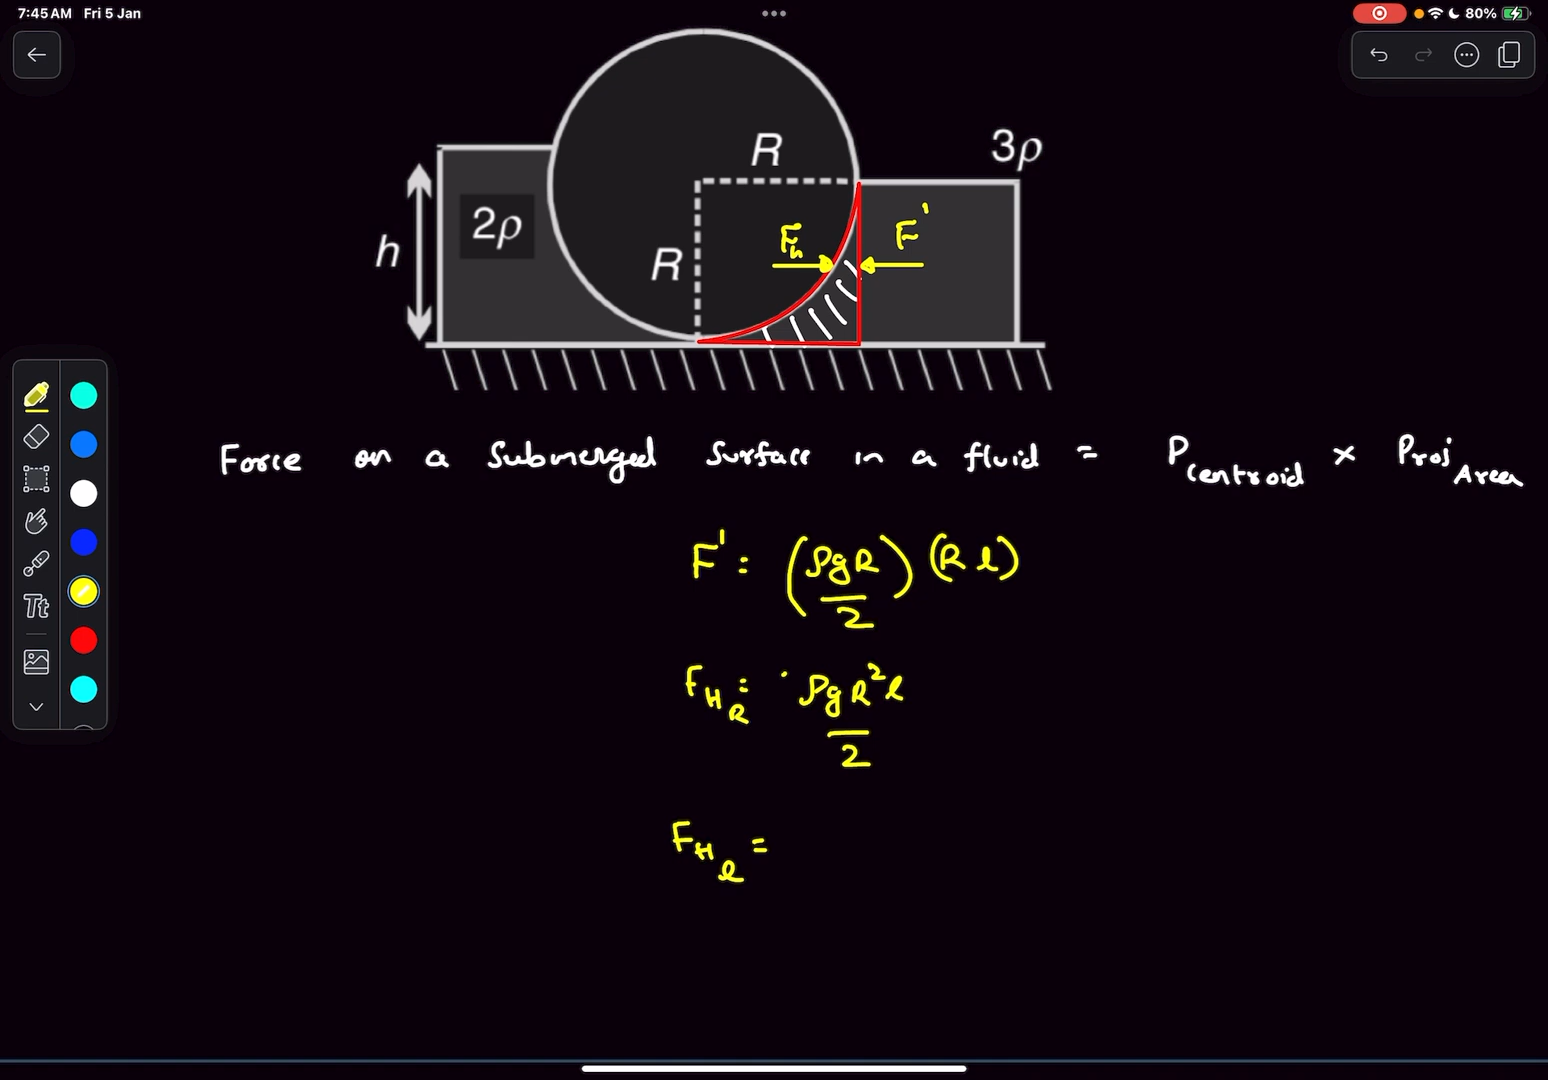 7:45 AM Fri 5 Jan
80%
R
3ρ
2ρ
F'
F_h
h
R
Force on a Submerged Surface in a fluid = P_centroid × Proj_Area
F' : (ρgR/2) (R l)
F_H_R : ρgR²l/2
F_H_l =
Tt